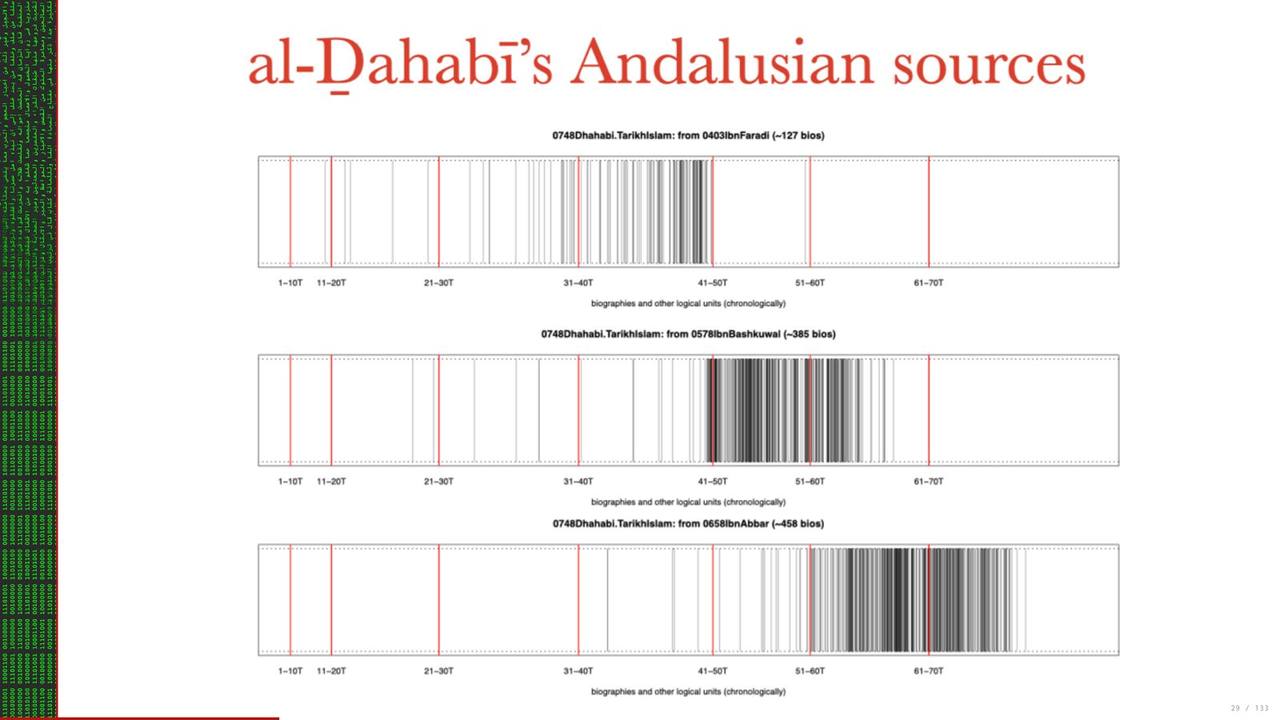 al-Ḏahabī’s Andalusian sources
0748Dhahabi.TarikhIslam: from 0403IbnFaradi (~127 bios)
1–10T 11–20T 21–30T 31–40T 41–50T 51–60T 61–70T
biographies and other logical units (chronologically)
0748Dhahabi.TarikhIslam: from 0578IbnBashkuwal (~385 bios)
1–10T 11–20T 21–30T 31–40T 41–50T 51–60T 61–70T
biographies and other logical units (chronologically)
0748Dhahabi.TarikhIslam: from 0658IbnAbbar (~458 bios)
1–10T 11–20T 21–30T 31–40T 41–50T 51–60T 61–70T
biographies and other logical units (chronologically)
29 / 133